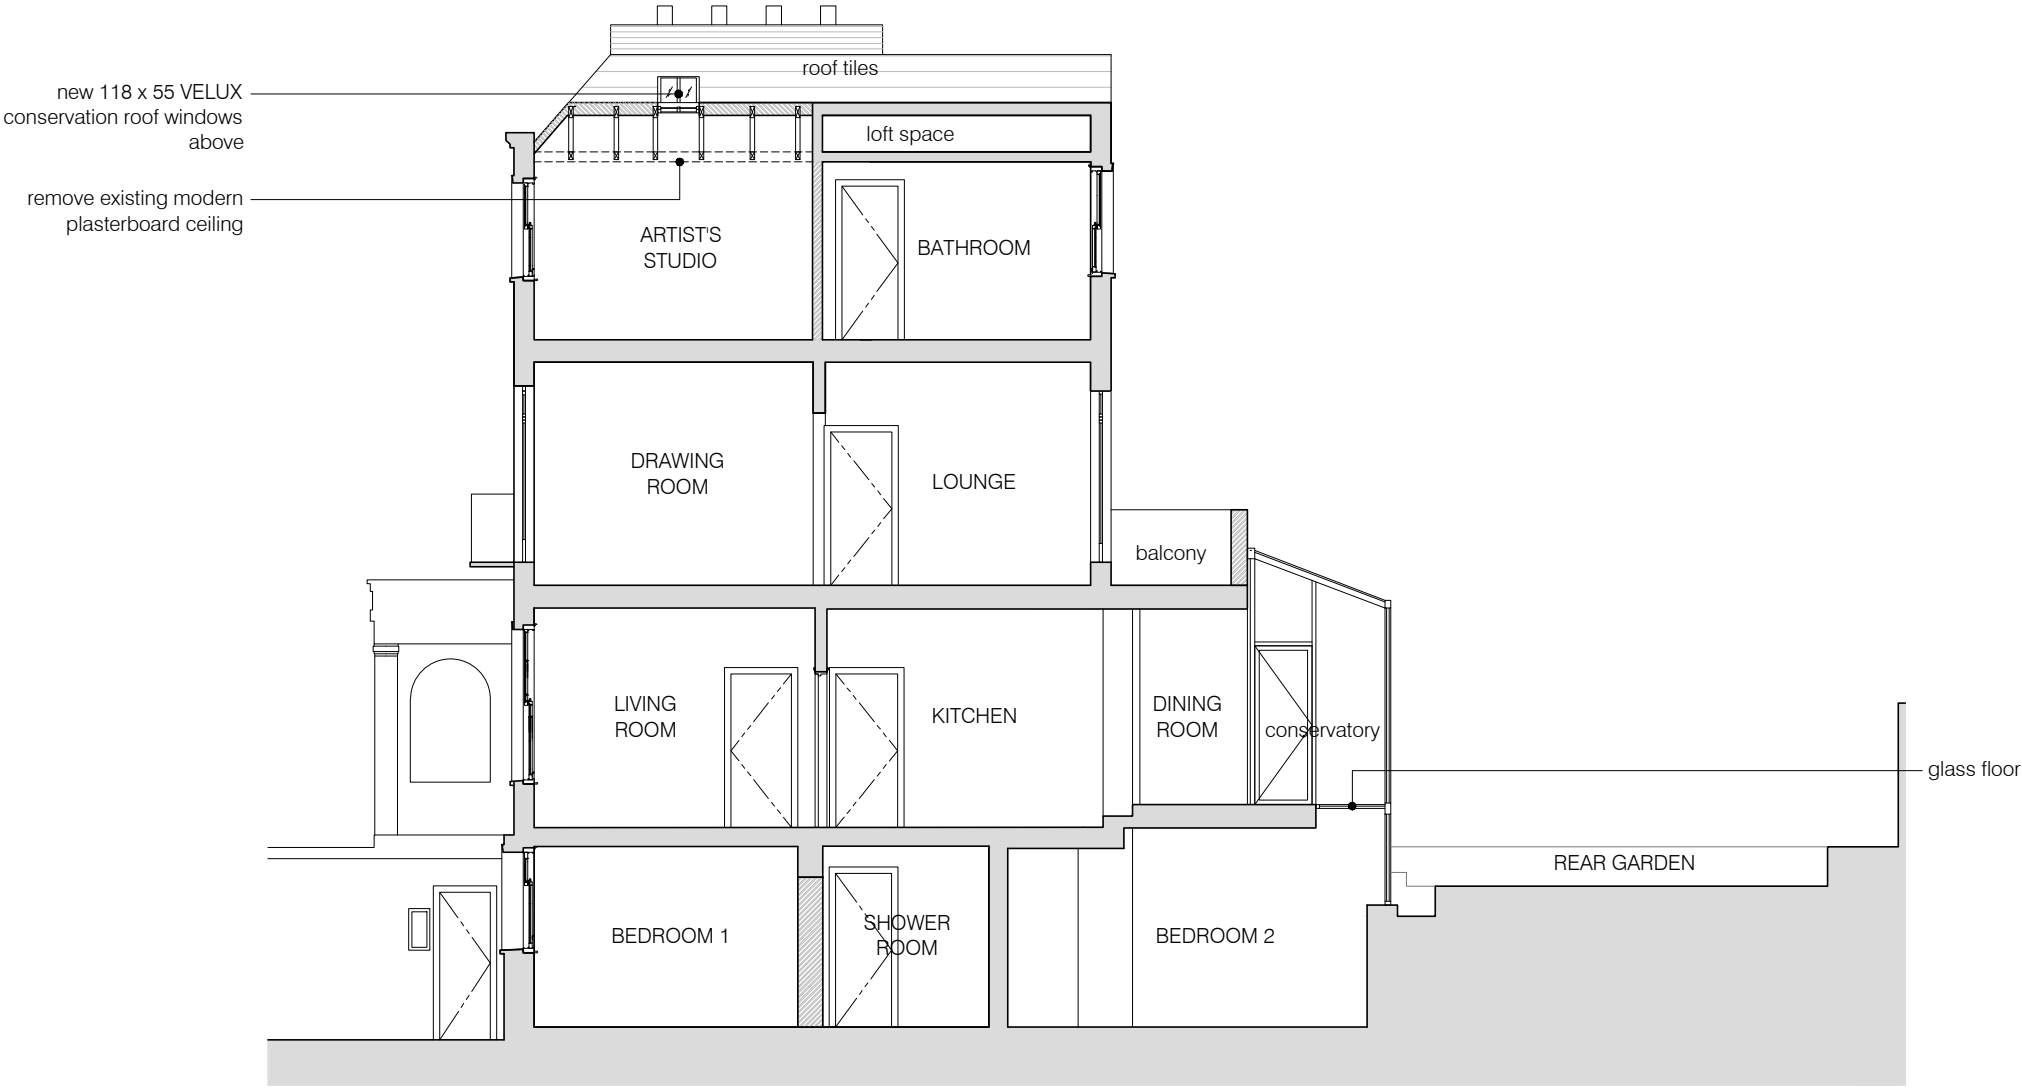 roof tiles
new 118 x 55 VELUX
conservation roof windows
above
loft space
remove existing modern
plasterboard ceiling
ARTIST'S
STUDIO
BATHROOM
DRAWING
ROOM
LOUNGE
balcony
LIVING
ROOM
KITCHEN
DINING
ROOM
conservatory
glass floor
REAR GARDEN
BEDROOM 1
SHOWER
ROOM
BEDROOM 2